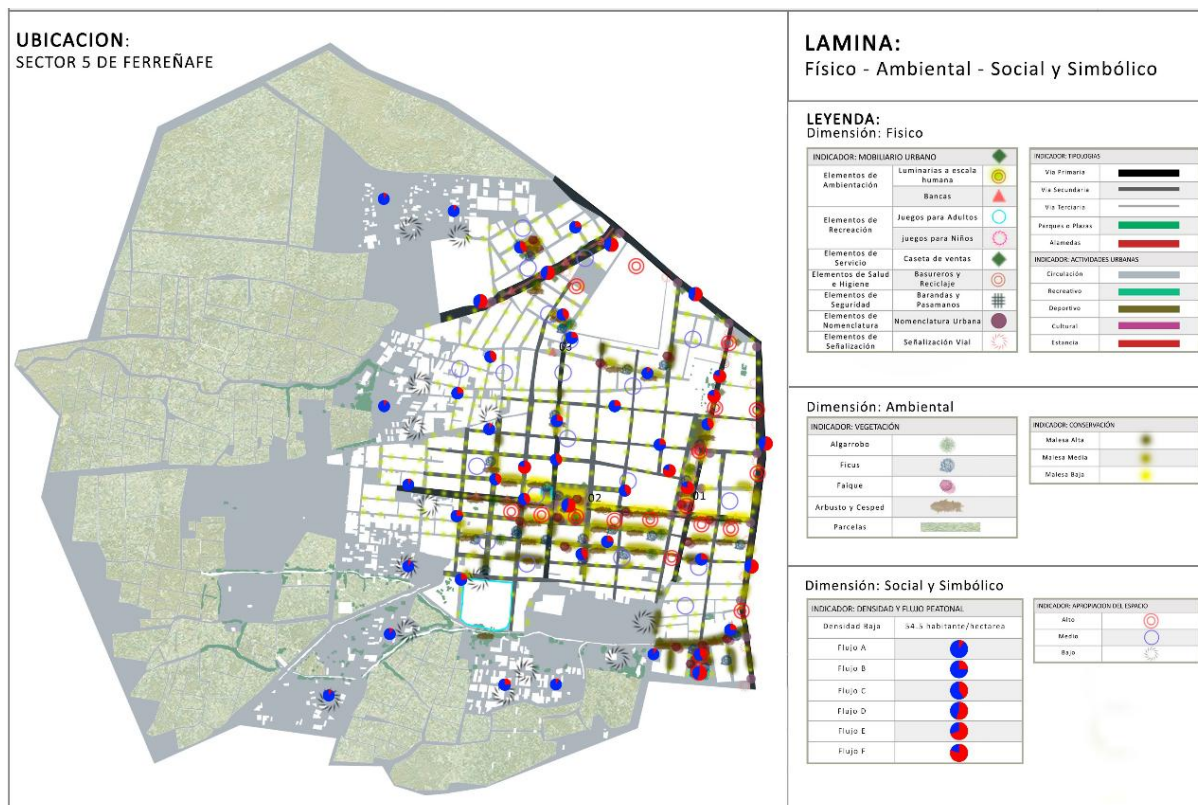 UBICACION:
SECTOR 5 DE FERREÑAFE
03
02
01
LAMINA:
Físico - Ambiental - Social y Simbólico
LEYENDA:
Dimensión: Fisico
INDICADOR: MOBILIARIO URBANO
Elementos de Ambientación
Luminarias a escala humana
Bancas
Elementos de Recreación
Juegos para Adultos
juegos para Niños
Elementos de Servicio
Caseta de ventas
Elementos de Salud e Higiene
Basureros y Reciclaje
Elementos de Seguridad
Barandas y Pasamanos
Elementos de Nomenclatura
Nomenclatura Urbana
Elementos de Señalización
Señalización Vial
INDICADOR: TIPOLOGIAS
Via Primaria
Via Secundaria
Via Terciaria
Parques o Plazas
Alamedas
INDICADOR: ACTIVIDADES URBANAS
Circulación
Recreativo
Deportivo
Cultural
Estancia
Dimensión: Ambiental
INDICADOR: VEGETACIÓN
Algarrobo
Ficus
Faique
Arbusto y Cesped
Parcelas
INDICADOR: CONSERVACIÓN
Malesa Alta
Malesa Media
Malesa Baja
Dimensión: Social y Simbólico
INDICADOR: DENSIDAD Y FLUJO PEATONAL
Densidad Baja
54.5 habitante/hectarea
Flujo A
Flujo B
Flujo C
Flujo D
Flujo E
Flujo F
INDICADOR: APROPIACION DEL ESPACIO
Alto
Medio
Bajo